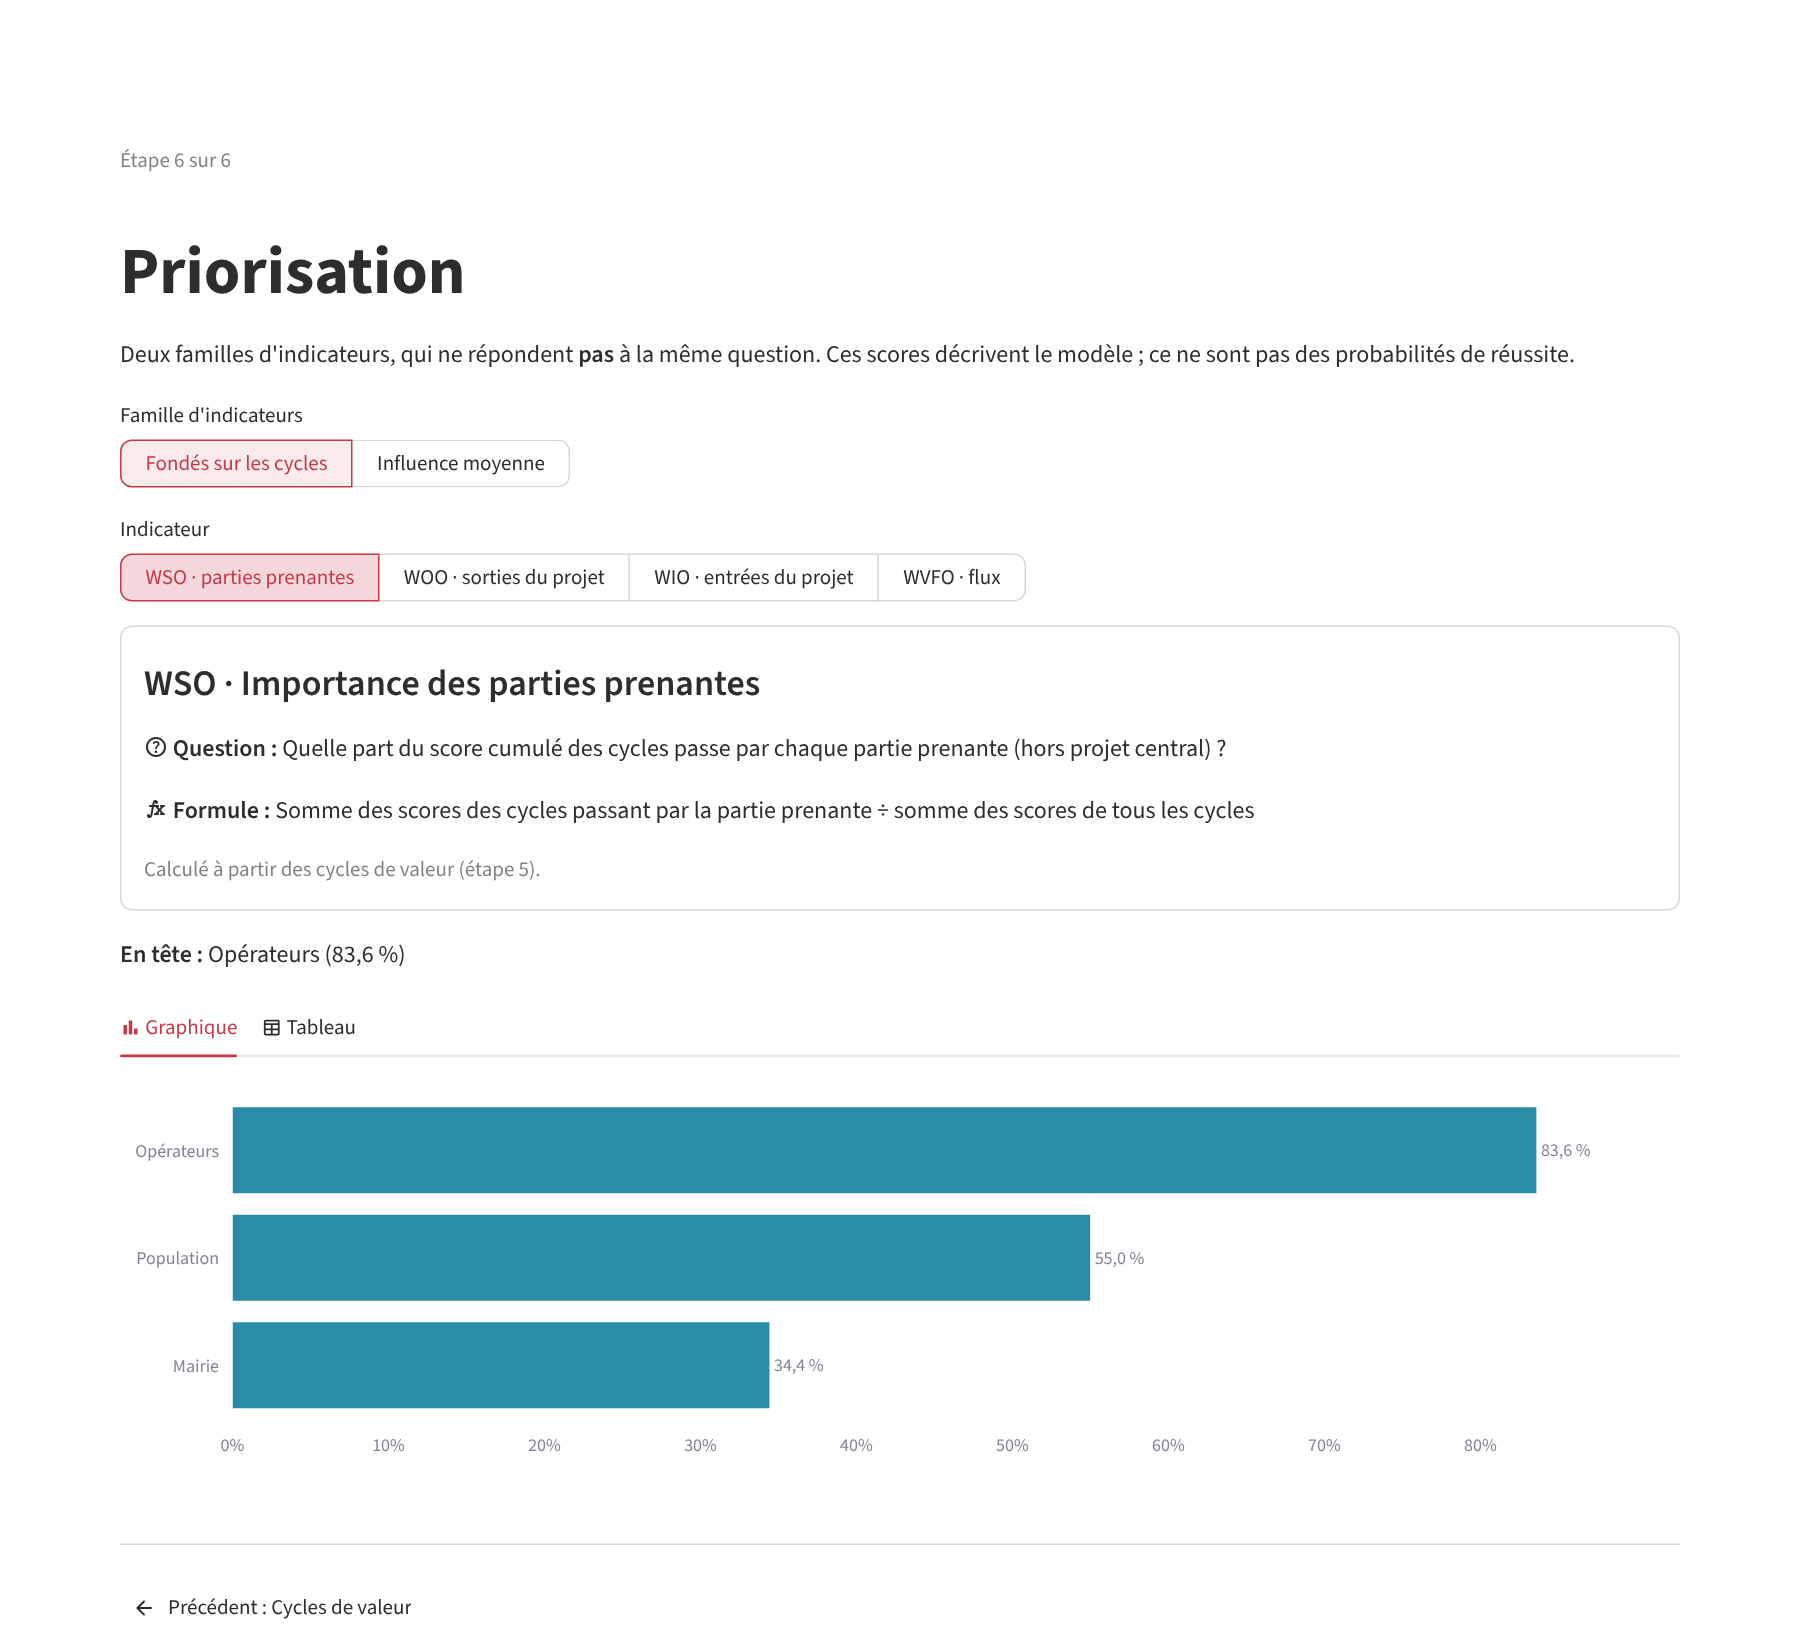 Étape 6 sur 6
Priorisation
Deux familles d'indicateurs, qui ne répondent pas à la même question. Ces scores décrivent le modèle ; ce ne sont pas des probabilités de réussite.
Famille d'indicateurs
Fondés sur les cycles Influence moyenne
Indicateur
WSO · parties prenantes WOO · sorties du projet WIO · entrées du projet WVFO · flux
WSO · Importance des parties prenantes
Question : Quelle part du score cumulé des cycles passe par chaque partie prenante (hors projet central) ?
Formule : Somme des scores des cycles passant par la partie prenante ÷ somme des scores de tous les cycles
Calculé à partir des cycles de valeur (étape 5).
En tête : Opérateurs (83,6 %)
Graphique Tableau
Opérateurs 83,6 %
Population 55,0 %
Mairie 34,4 %
0% 10% 20% 30% 40% 50% 60% 70% 80%
Précédent : Cycles de valeur